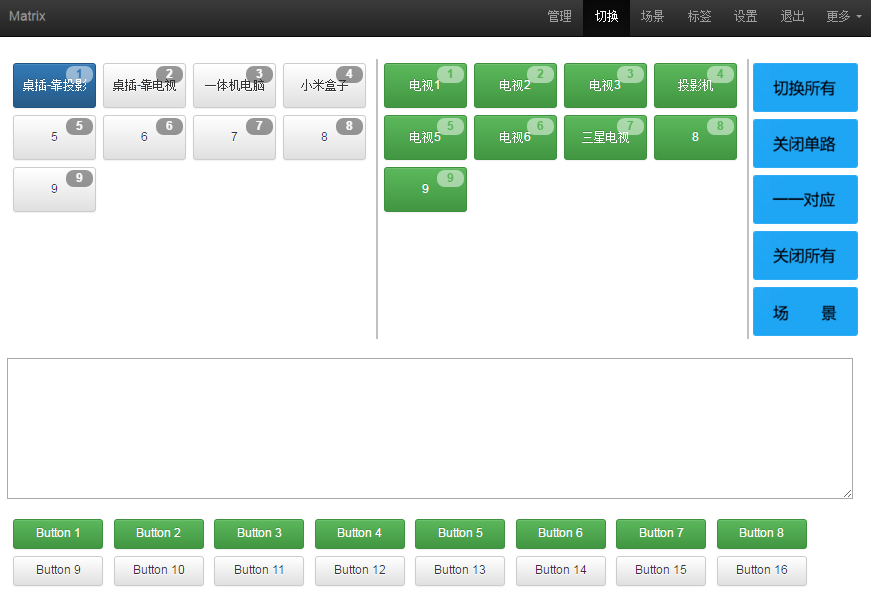 Matrix 管理 切换 场景 标签 设置 退出 更多
桌插-靠投影 1 桌插-靠电视 2 一体机电脑 3 小米盒子 4 电视1 1 电视2 2 电视3 3 投影机 4 切换所有
5 5 6 6 7 7 8 8 电视5 5 电视6 6 三星电视 7 8 8 关闭单路
9 9 9 9 一一对应
关闭所有
场 景
Button 1 Button 2 Button 3 Button 4 Button 5 Button 6 Button 7 Button 8
Button 9 Button 10 Button 11 Button 12 Button 13 Button 14 Button 15 Button 16